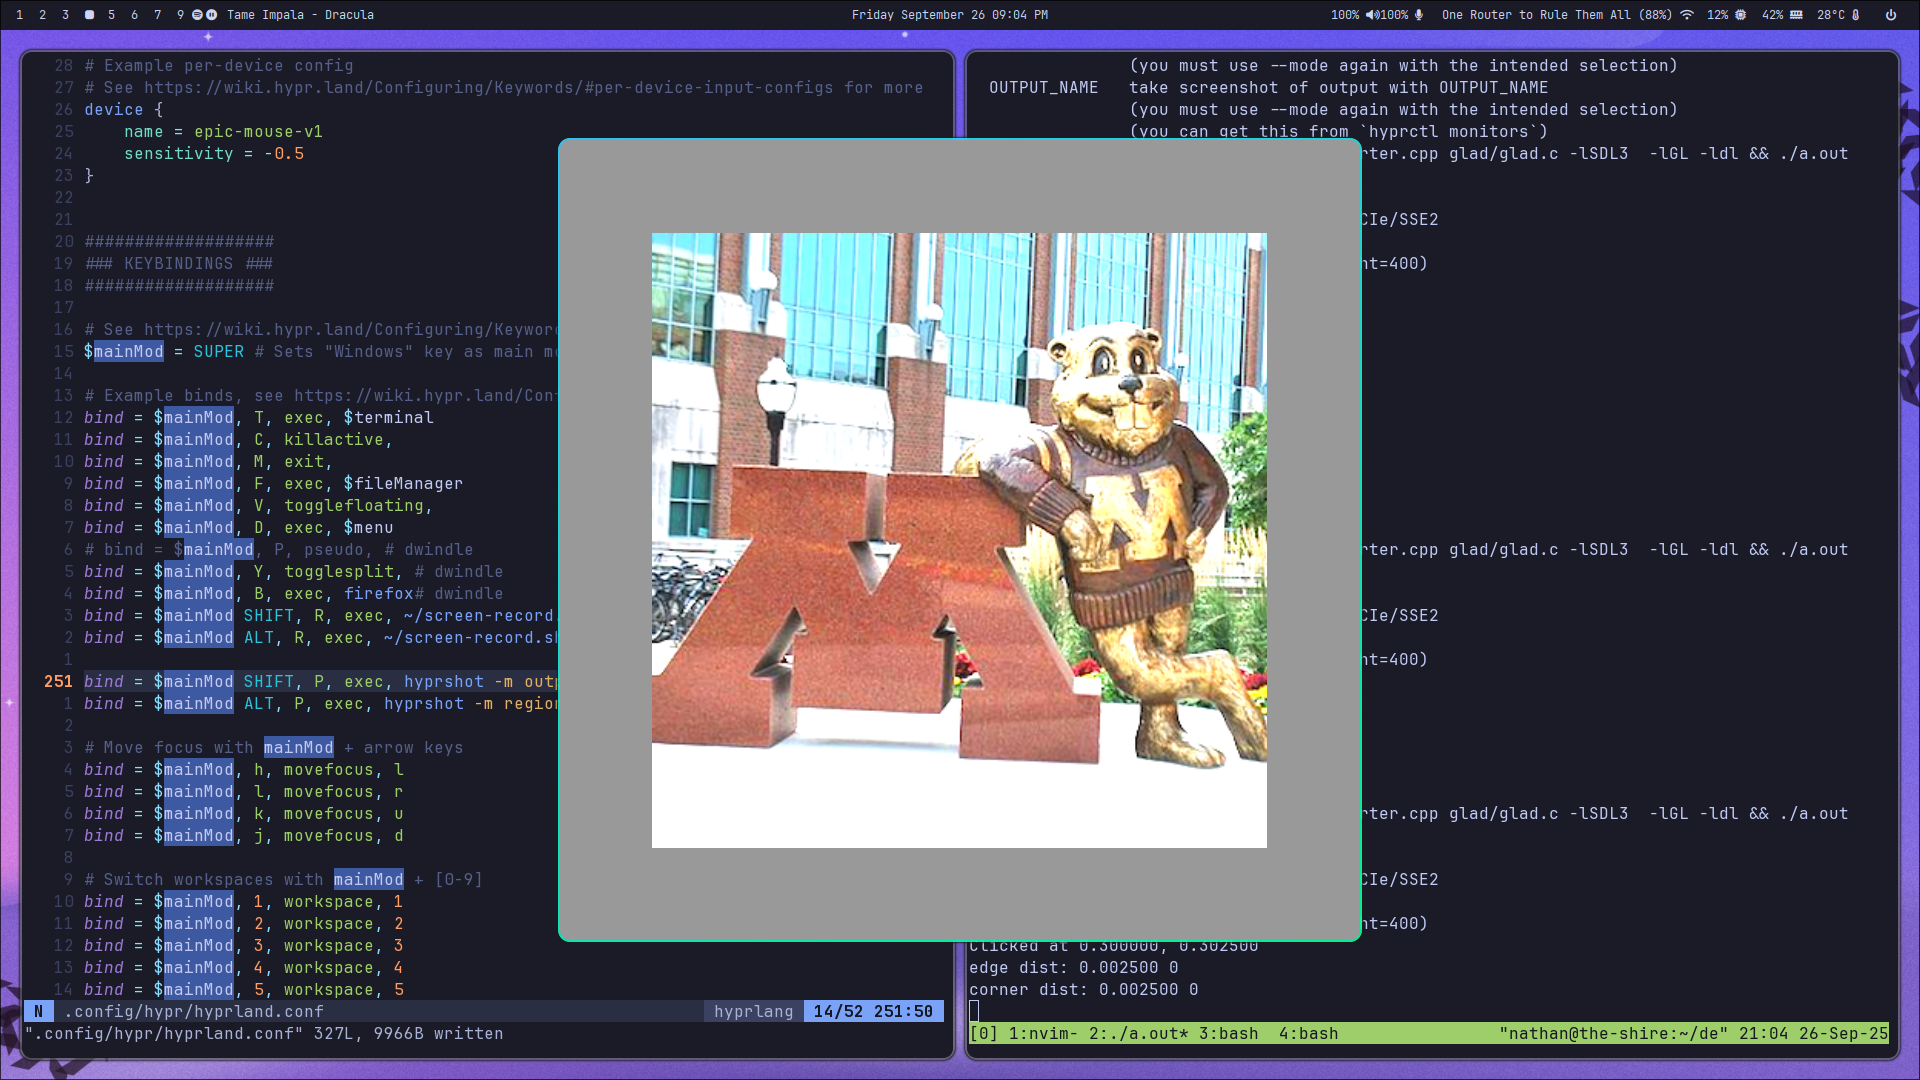 1 2 3 5 6 7 9 Tame Impala - Dracula
Friday September 26 09:04 PM
100% 100% One Router to Rule Them All (88%) 12% 42% 28°C
28 # Example per-device config
27 # See https://wiki.hypr.land/Configuring/Keywords/#per-device-input-configs for more
26 device {
25 name = epic-mouse-v1
24 sensitivity = -0.5
23 }
22
21
20 ###################
19 ### KEYBINDINGS ###
18 ###################
17
16 # See https://wiki.hypr.land/Configuring/Keywor
15 $mainMod = SUPER # Sets "Windows" key as main m
14
13 # Example binds, see https://wiki.hypr.land/Con
12 bind = $mainMod, T, exec, $terminal
11 bind = $mainMod, C, killactive,
10 bind = $mainMod, M, exit,
9 bind = $mainMod, F, exec, $fileManager
8 bind = $mainMod, V, togglefloating,
7 bind = $mainMod, D, exec, $menu
6 # bind = $mainMod, P, pseudo, # dwindle
5 bind = $mainMod, Y, togglesplit, # dwindle
4 bind = $mainMod, B, exec, firefox# dwindle
3 bind = $mainMod SHIFT, R, exec, ~/screen-record.
2 bind = $mainMod ALT, R, exec, ~/screen-record.s
1
251 bind = $mainMod SHIFT, P, exec, hyprshot -m out
1 bind = $mainMod ALT, P, exec, hyprshot -m regio
2
3 # Move focus with mainMod + arrow keys
4 bind = $mainMod, h, movefocus, l
5 bind = $mainMod, l, movefocus, r
6 bind = $mainMod, k, movefocus, u
7 bind = $mainMod, j, movefocus, d
8
9 # Switch workspaces with mainMod + [0-9]
10 bind = $mainMod, 1, workspace, 1
11 bind = $mainMod, 2, workspace, 2
12 bind = $mainMod, 3, workspace, 3
13 bind = $mainMod, 4, workspace, 4
14 bind = $mainMod, 5, workspace, 5
N .config/hypr/hyprland.conf hyprlang 14/52 251:50
".config/hypr/hyprland.conf" 327L, 9966B written
(you must use --mode again with the intended selection)
OUTPUT_NAME take screenshot of output with OUTPUT_NAME
(you must use --mode again with the intended selection)
(you can get this from `hyprctl monitors`)
rter.cpp glad/glad.c -lSDL3 -lGL -ldl && ./a.out
CIe/SSE2
nt=400)
rter.cpp glad/glad.c -lSDL3 -lGL -ldl && ./a.out
CIe/SSE2
nt=400)
rter.cpp glad/glad.c -lSDL3 -lGL -ldl && ./a.out
CIe/SSE2
nt=400)
Clicked at 0.300000, 0.302500
edge dist: 0.002500 0
corner dist: 0.002500 0
[0] 1:nvim- 2:./a.out* 3:bash 4:bash "nathan@the-shire:~/de" 21:04 26-Sep-25
M
M